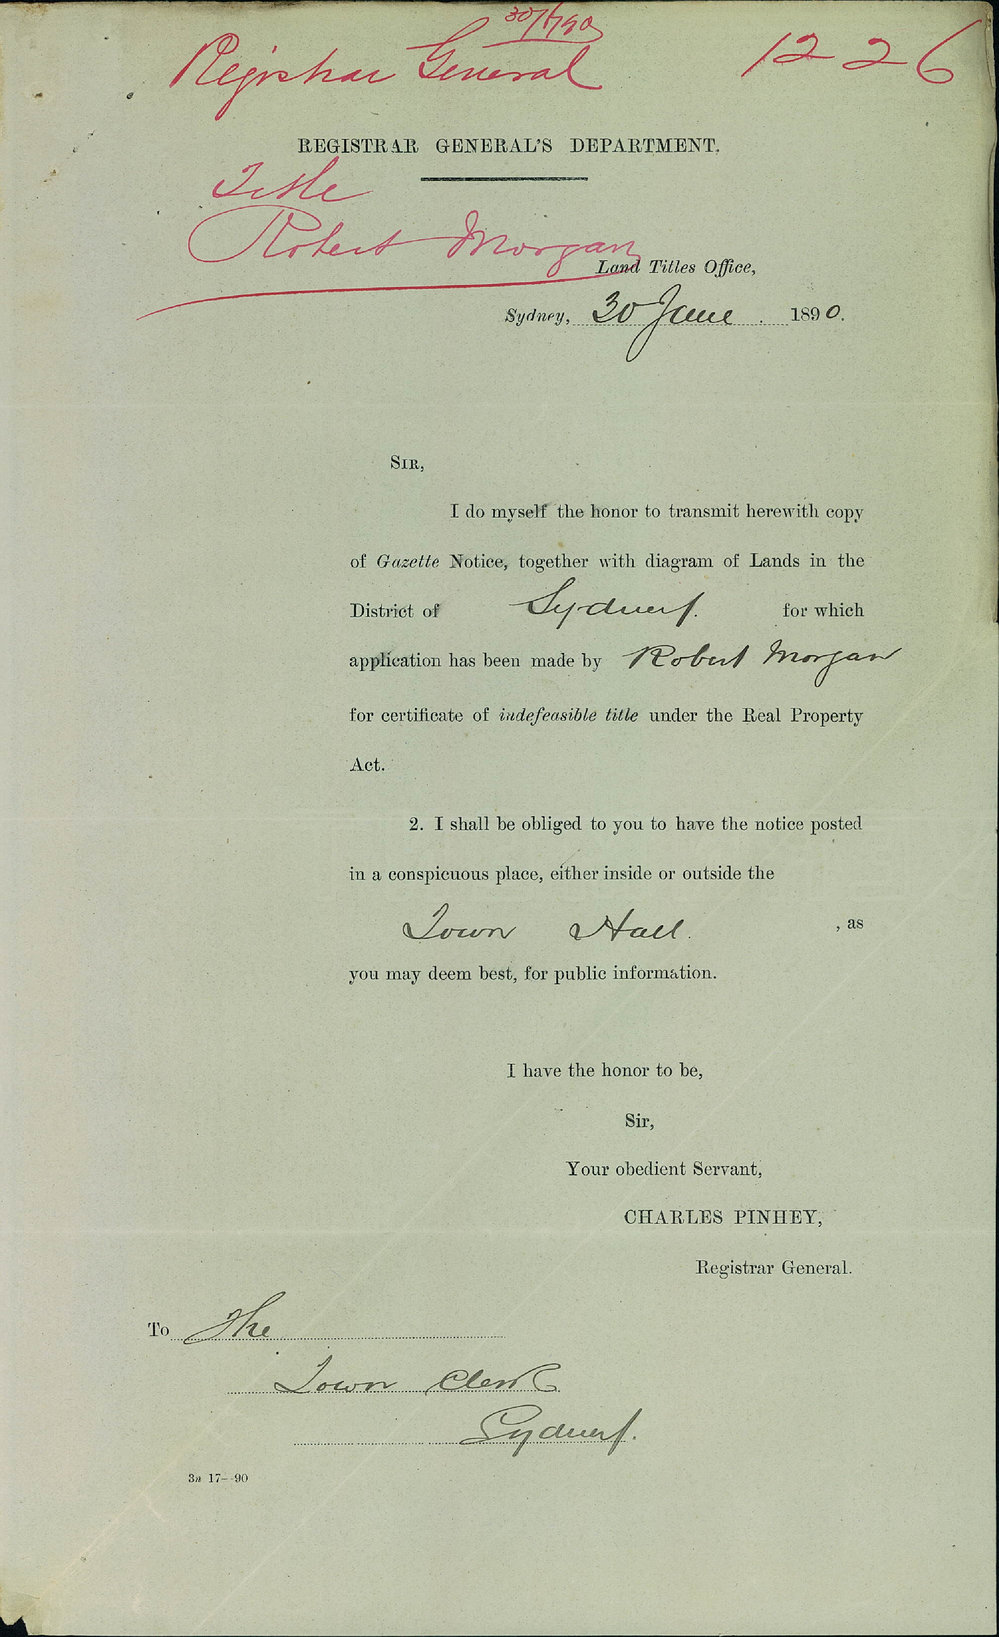 Registrar General
1226
REGISTRAR GENERAL'S DEPARTMENT.
Title
Robert Morgan
Land Titles Office,
Sydney, 30 June 1890.
SIR,
I do myself the honor to transmit herewith copy
of Gazette Notice, together with diagram of Lands in the
District of Sydney. for which
application has been made by Robert Morgan
for certificate of indefeasible title under the Real Property
Act.
2. I shall be obliged to you to have the notice posted
in a conspicuous place, either inside or outside the
Town Hall. , as
you may deem best, for public information.
I have the honor to be,
Sir,
Your obedient Servant,
CHARLES PINHEY,
Registrar General.
To The
Town Clerk
Sydney.
3n 17--90